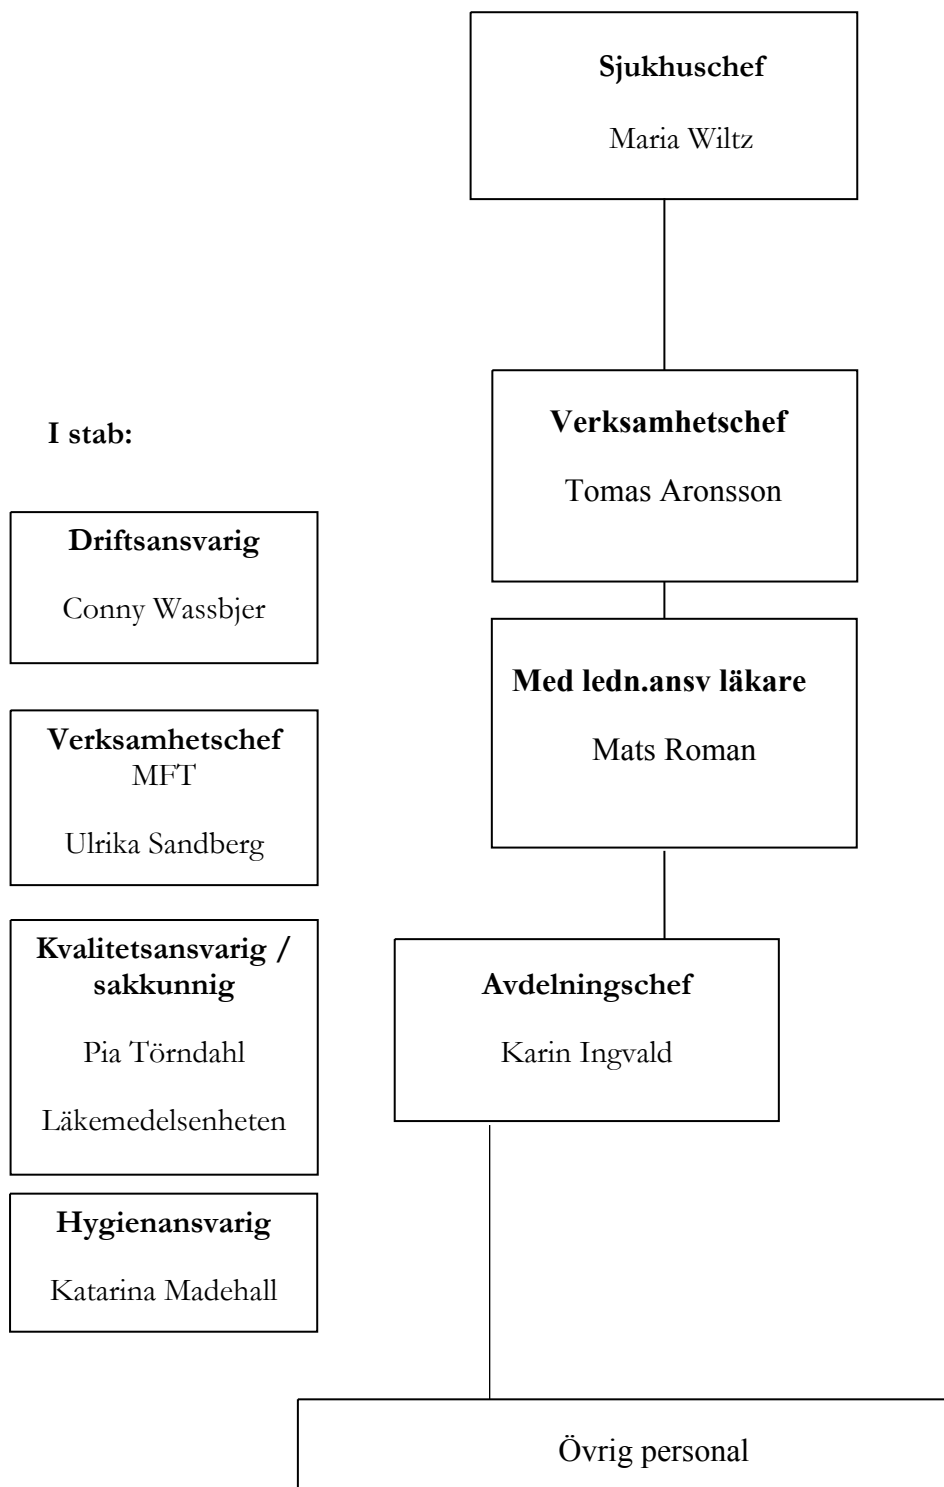 Sjukhuschef
Maria Wiltz
Verksamhetschef
Tomas Aronsson
I stab:
Driftsansvarig
Conny Wassbjer
Med ledn.ansv läkare
Mats Roman
Verksamhetschef
MFT
Ulrika Sandberg
Kvalitetsansvarig /
sakkunnig
Pia Törndahl
Läkemedelsenheten
Avdelningschef
Karin Ingvald
Hygienansvarig
Katarina Madehall
Övrig personal